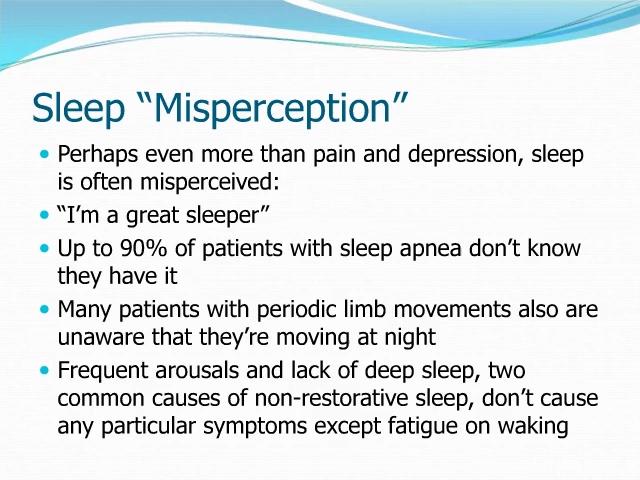 Sleep “Misperception”
• Perhaps even more than pain and depression, sleep
is often misperceived:
• “I’m a great sleeper”
• Up to 90% of patients with sleep apnea don’t know
they have it
• Many patients with periodic limb movements also are
unaware that they’re moving at night
• Frequent arousals and lack of deep sleep, two
common causes of non-restorative sleep, don’t cause
any particular symptoms except fatigue on waking